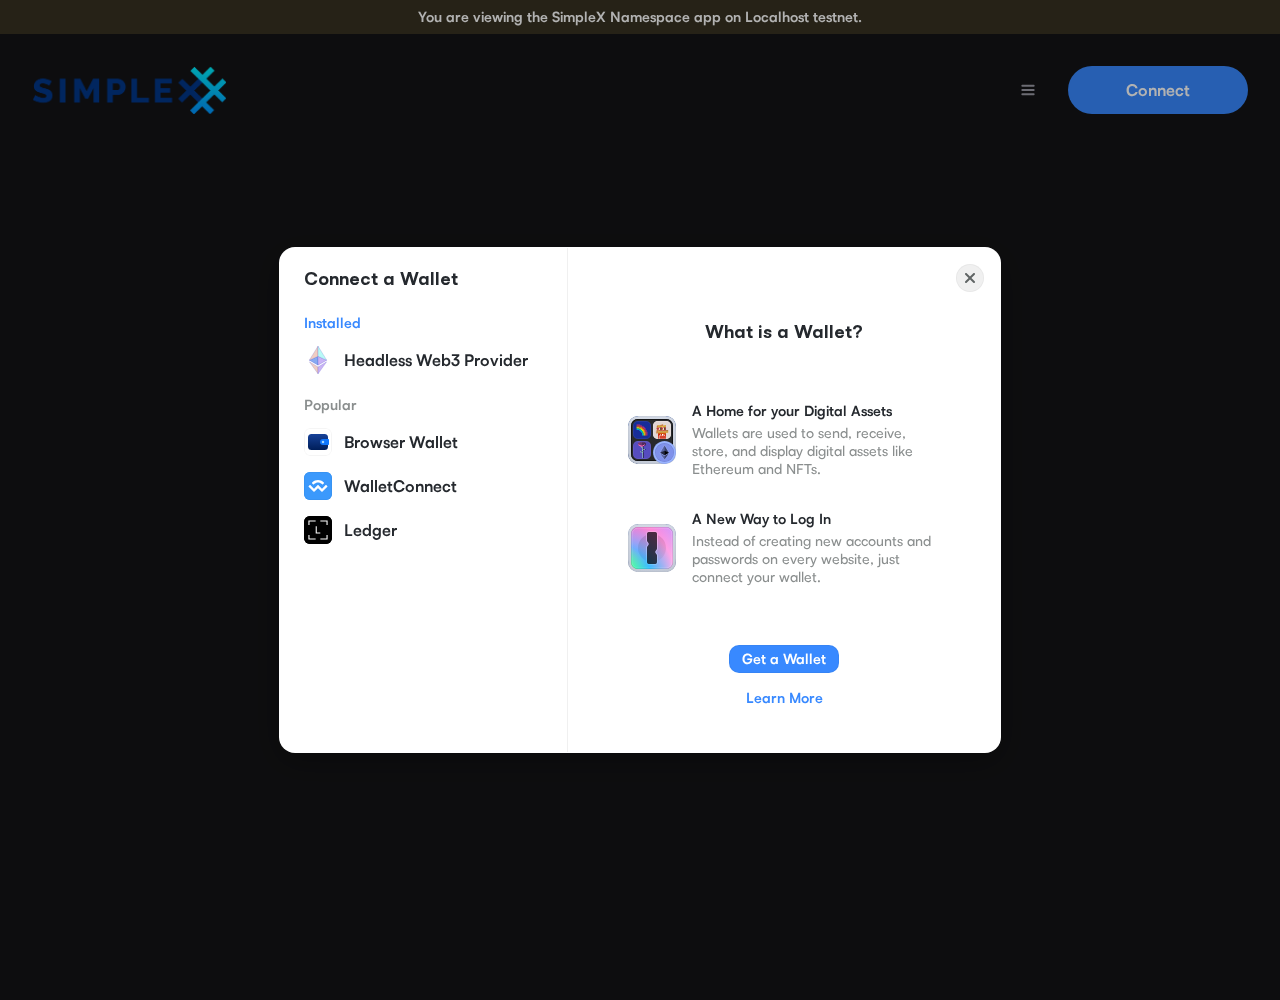 You are viewing the SimpleX Namespace app on Localhost testnet.
SIMPLEX
Connect
Connect a Wallet
Installed
Headless Web3 Provider
Popular
Browser Wallet
WalletConnect
Ledger
What is a Wallet?
A Home for your Digital Assets
Wallets are used to send, receive,
store, and display digital assets like
Ethereum and NFTs.
A New Way to Log In
Instead of creating new accounts and
passwords on every website, just
connect your wallet.
Get a Wallet
Learn More